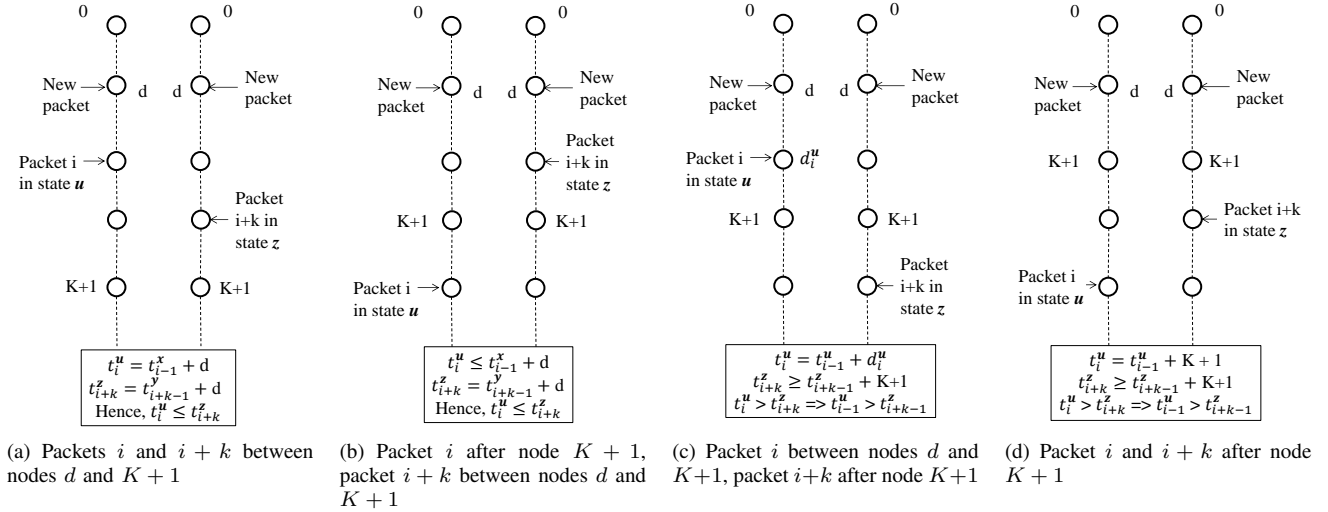 0
0
New
packet
d
d
New
packet
Packet i
in state u
Packet
i+k in
state z
K+1
K+1
t_i^u = t_{i-1}^x + d
t_{i+k}^z = t_{i+k-1}^y + d
Hence, t_i^u ≤ t_{i+k}^z
(a) Packets i and i + k between
nodes d and K + 1
0
0
New
packet
d
d
New
packet
Packet
i+k in
state z
K+1
K+1
Packet i
in state u
t_i^u ≤ t_{i-1}^x + d
t_{i+k}^z = t_{i+k-1}^y + d
Hence, t_i^u ≤ t_{i+k}^z
(b) Packet i after node K + 1,
packet i + k between nodes d and
K + 1
0
0
New
packet
d
d
New
packet
Packet i
in state u
d_i^u
K+1
K+1
Packet
i+k in
state z
t_i^u = t_{i-1}^u + d_i^u
t_{i+k}^z ≥ t_{i+k-1}^z + K+1
t_i^u > t_{i+k}^z => t_{i-1}^u > t_{i+k-1}^z
(c) Packet i between nodes d and
K+1, packet i+k after node K+1
0
0
New
packet
d
d
New
packet
K+1
K+1
Packet i+k
in state z
Packet i
in state u
t_i^u = t_{i-1}^u + K + 1
t_{i+k}^z ≥ t_{i+k-1}^z + K+1
t_i^u > t_{i+k}^z => t_{i-1}^u > t_{i+k-1}^z
(d) Packet i and i + k after node
K + 1